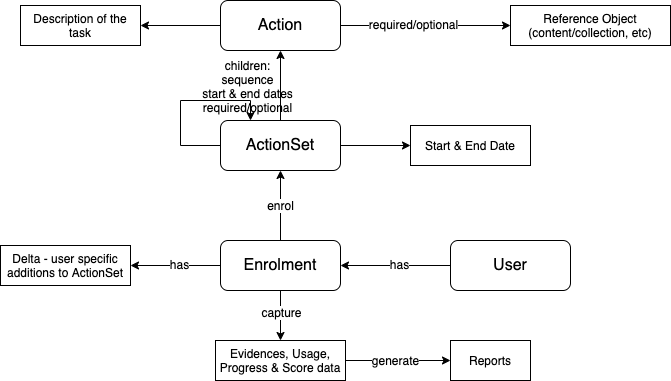 Description of the
task
Action
required/optional
Reference Object
(content/collection, etc)
children:
sequence
start & end dates
required/optional
ActionSet
Start & End Date
enrol
Delta - user specific
additions to ActionSet
has
Enrolment
has
User
capture
Evidences, Usage,
Progress & Score data
generate
Reports